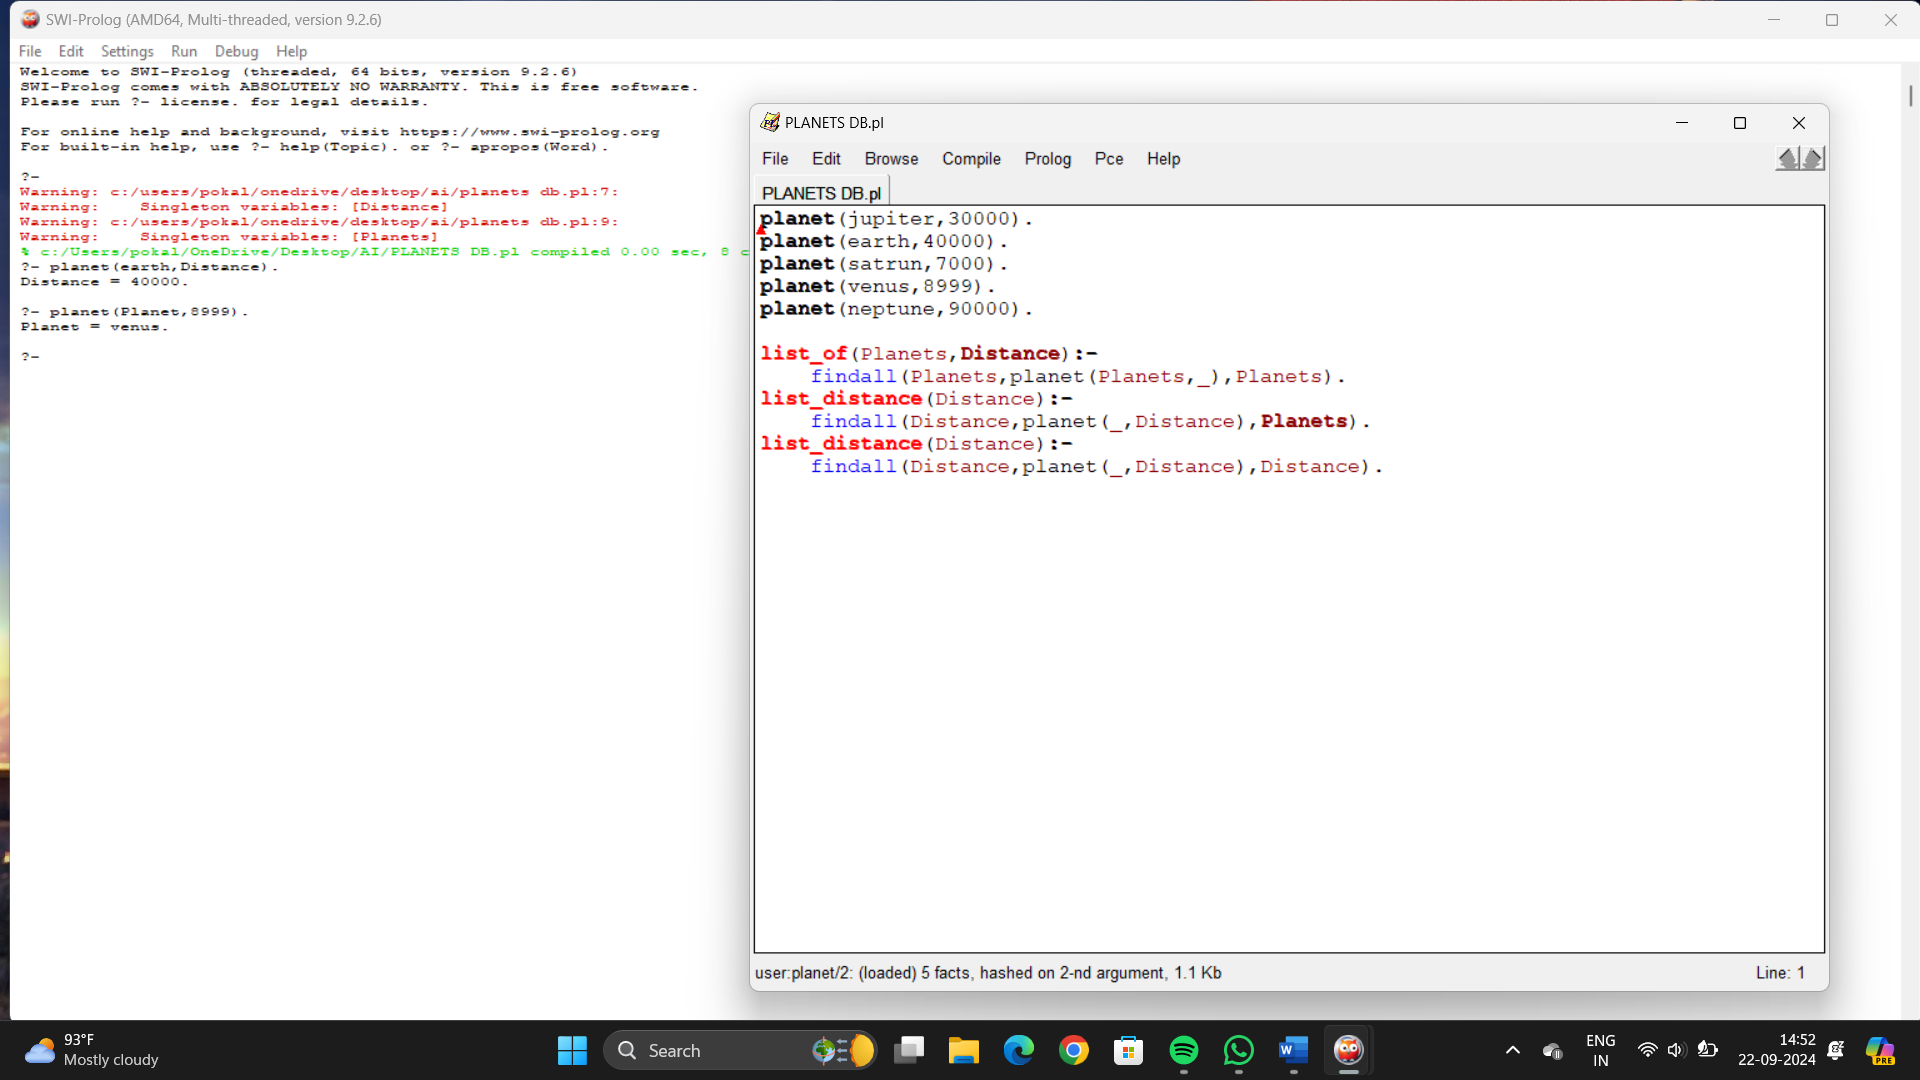 SWI-Prolog (AMD64, Multi-threaded, version 9.2.6)
File Edit Settings Run Debug Help
Welcome to SWI-Prolog (threaded, 64 bits, version 9.2.6)
SWI-Prolog comes with ABSOLUTELY NO WARRANTY. This is free software.
Please run ?- license. for legal details.
For online help and background, visit https://www.swi-prolog.org
For built-in help, use ?- help(Topic). or ?- apropos(Word).
?-
Warning: c:/users/pokal/onedrive/desktop/ai/planets db.pl:7:
Warning:    Singleton variables: [Distance]
Warning: c:/users/pokal/onedrive/desktop/ai/planets db.pl:9:
Warning:    Singleton variables: [Planets]
% c:/Users/pokal/OneDrive/Desktop/AI/PLANETS DB.pl compiled 0.00 sec, 8 c
?- planet(earth,Distance).
Distance = 40000.
?- planet(Planet,8999).
Planet = venus.
?-
PLANETS DB.pl
File Edit Browse Compile Prolog Pce Help
PLANETS DB.pl
planet(jupiter,30000).
planet(earth,40000).
planet(satrun,7000).
planet(venus,8999).
planet(neptune,90000).
list_of(Planets,Distance):-
    findall(Planets,planet(Planets,_),Planets).
list_distance(Distance):-
    findall(Distance,planet(_,Distance),Planets).
list_distance(Distance):-
    findall(Distance,planet(_,Distance),Distance).
user:planet/2: (loaded) 5 facts, hashed on 2-nd argument, 1.1 Kb
Line: 1
93°F
Mostly cloudy
Search
ENG
IN
14:52
22-09-2024
PRE